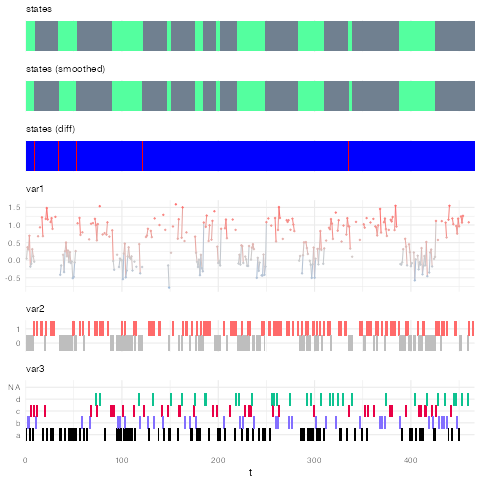 states
states (smoothed)
states (diff)
var1
1.5
1.0
0.5
0.0
-0.5
var2
1
0
var3
NA
d
c
b
a
0 100 200 300 400
t